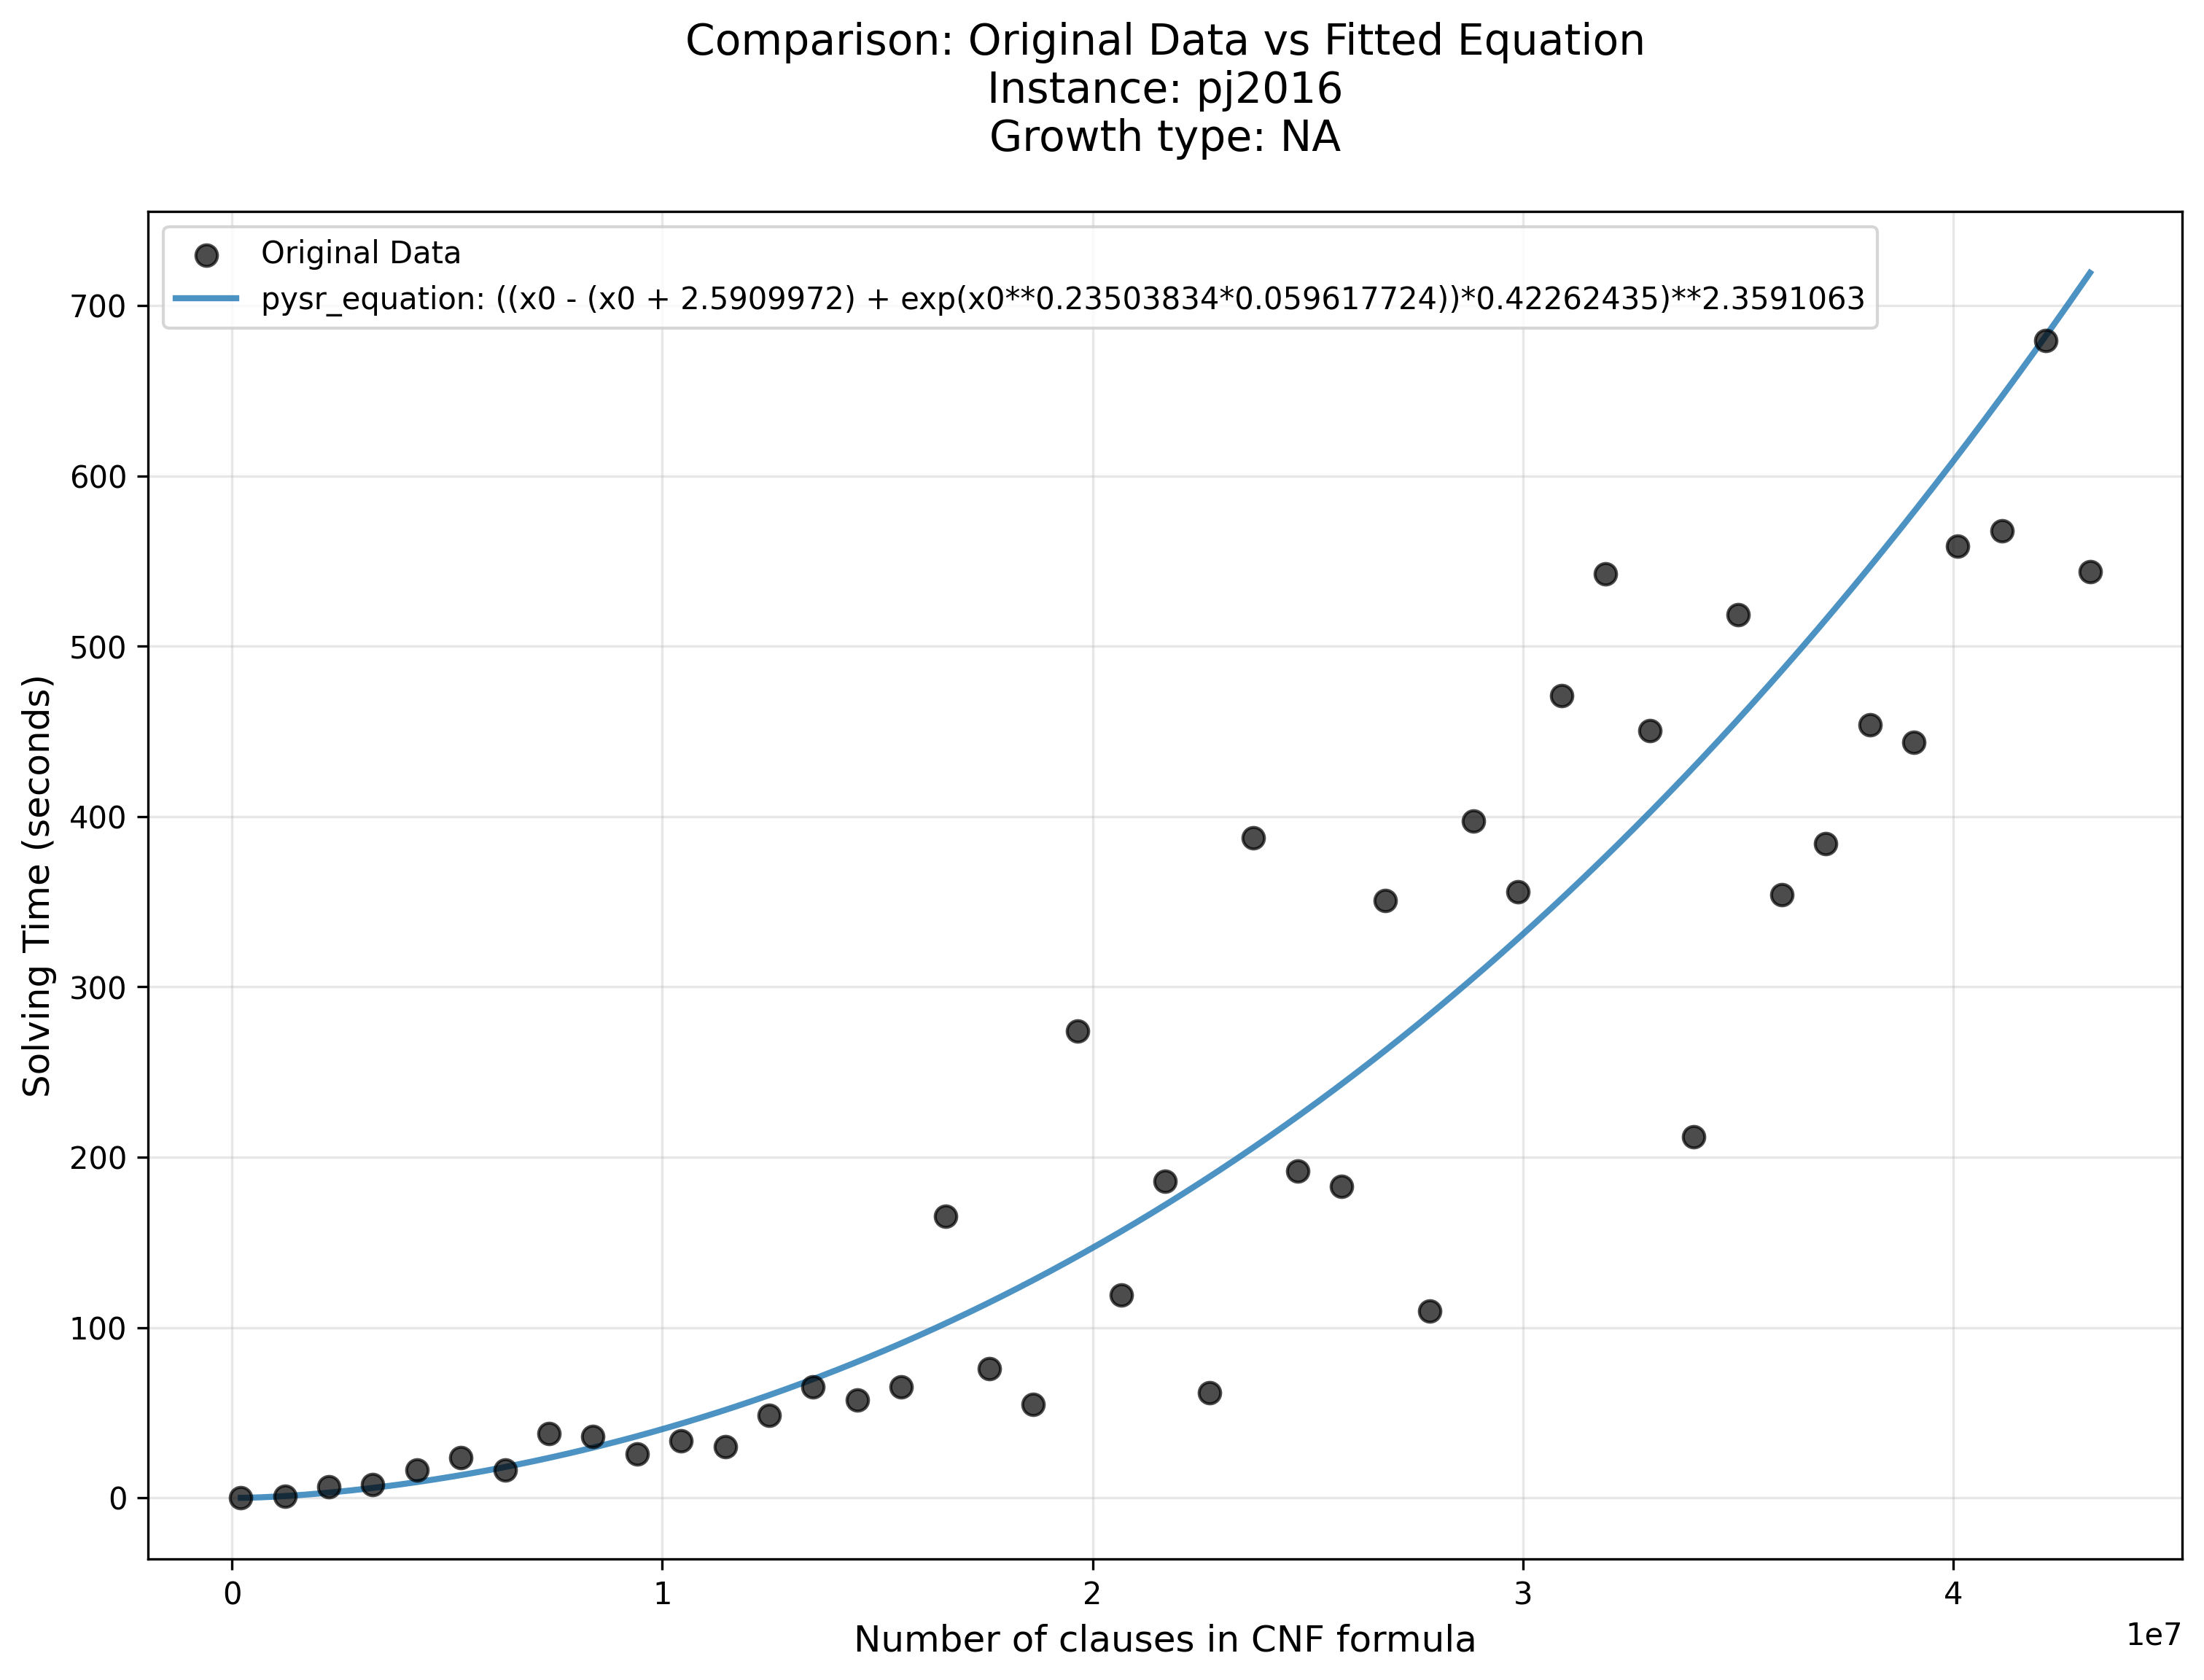 Comparison: Original Data vs Fitted Equation
Instance: pj2016
Growth type: NA
Original Data
pysr_equation: ((x0 - (x0 + 2.5909972) + exp(x0**0.23503834*0.059617724))*0.42262435)**2.3591063
Solving Time (seconds)
700
600
500
400
300
200
100
0
0 1 2 3 4
1e7
Number of clauses in CNF formula